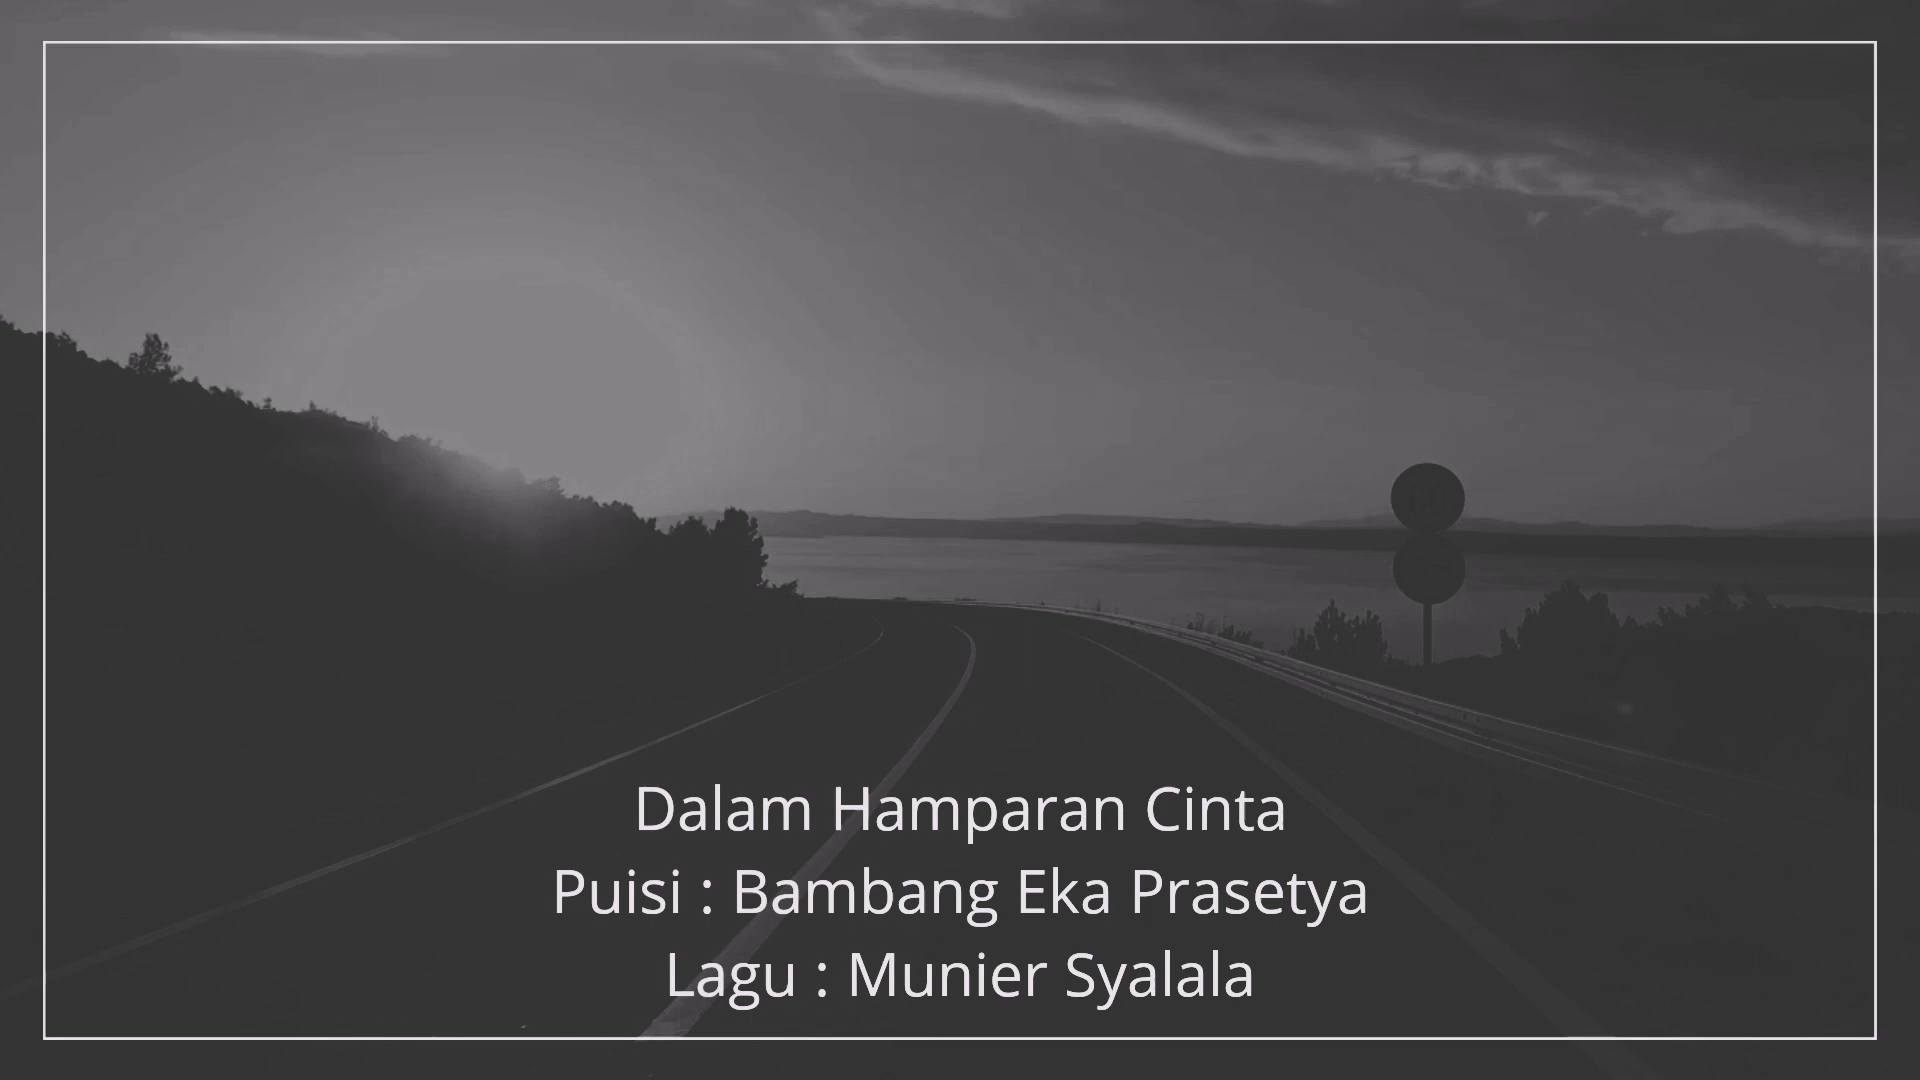 Dalam Hamparan Cinta
Puisi : Bambang Eka Prasetya
Lagu : Munier Syalala